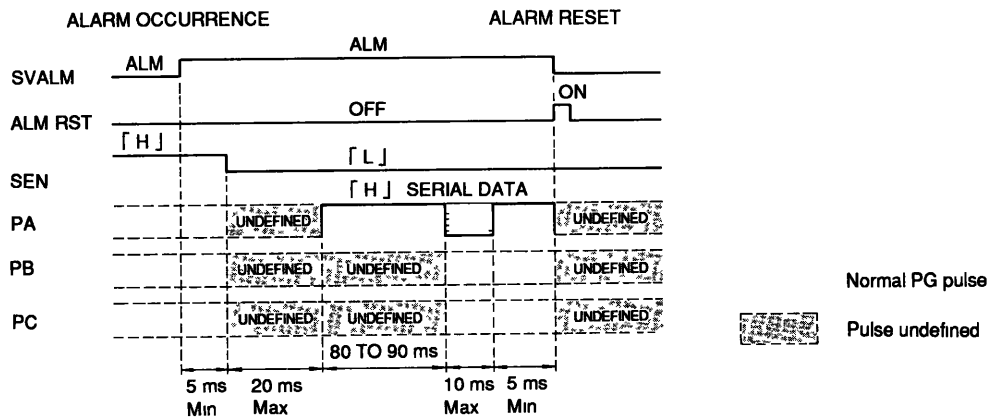 ALARM OCCURRENCE ALARM RESET
ALM ALM
SVALM
ON
OFF
ALM RST
「H」
「L」
SEN
「H」 SERIAL DATA
PA UNDEFINED UNDEFINED
PB UNDEFINED UNDEFINED UNDEFINED
Normal PG pulse
PC UNDEFINED UNDEFINED UNDEFINED
Pulse undefined
80 TO 90 ms
5 ms 20 ms 10 ms 5 ms
Min Max Max Min